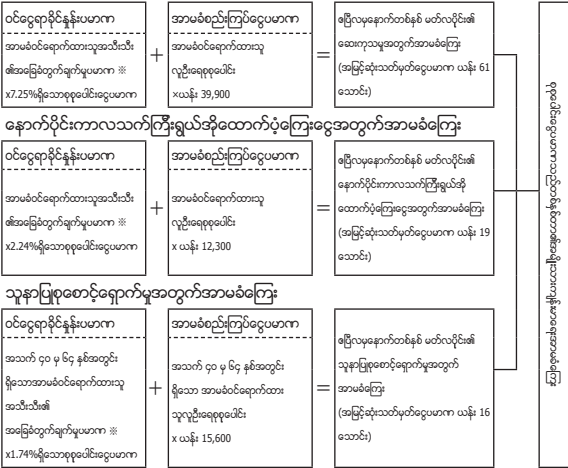 ဝင်ငွေရာခိုင်နှုန်းပမာဏ
အာမခံဝင်ရောက်ထားသူအသီးသီး
၏အခြေခံတွက်ချက်မှုပမာဏ ※
x7.25%ရှိသောစုစုပေါင်းငွေပမာဏ
+
အာမခံစည်းကြပ်ငွေပမာဏ
အာမခံဝင်ရောက်ထားသူ
လူဦးရေစုစုပေါင်း
×ယန်း 39,900
=
ဧပြီလမှနောက်တစ်နှစ် မတ်လပိုင်း၏
ဆေးကုသမှုအတွက်အာမခံကြေး
(အမြင့်ဆုံးသတ်မှတ်ငွေပမာဏ ယန်း 61
သောင်း)
နောက်ပိုင်းကာလသက်ကြီးရွယ်အိုထောက်ပံ့ကြေးငွေအတွက်အာမခံကြေး
ဝင်ငွေရာခိုင်နှုန်းပမာဏ
အာမခံဝင်ရောက်ထားသူအသီးသီး
၏အခြေခံတွက်ချက်မှုပမာဏ ※
x2.24%ရှိသောစုစုပေါင်းငွေပမာဏ
+
အာမခံစည်းကြပ်ငွေပမာဏ
အာမခံဝင်ရောက်ထားသူ
လူဦးရေစုစုပေါင်း
x ယန်း 12,300
=
ဧပြီလမှနောက်တစ်နှစ် မတ်လပိုင်း၏
နောက်ပိုင်းကာလသက်ကြီးရွယ်အို
ထောက်ပံ့ကြေးငွေအတွက်အာမခံကြေး
(အမြင့်ဆုံးသတ်မှတ်ငွေပမာဏ ယန်း 19
သောင်း)
သူနာပြုစုစောင့်ရှောက်မှုအတွက်အာမခံကြေး
ဝင်ငွေရာခိုင်နှုန်းပမာဏ
အသက် ၄၀ မှ ၆၄ နှစ်အတွင်း
ရှိသောအာမခံဝင်ရောက်ထားသူ
အသီးသီး၏
အခြေခံတွက်ချက်မှုပမာဏ ※
x1.74%ရှိသောစုစုပေါင်းငွေပမာဏ
+
အာမခံစည်းကြပ်ငွေပမာဏ
အသက် ၄၀ မှ ၆၄ နှစ်အတွင်း
ရှိသော အာမခံဝင်ရောက်ထား
သူလူဦးရေစုစုပေါင်း
x ယန်း 15,600
=
ဧပြီလမှနောက်တစ်နှစ် မတ်လပိုင်း၏
သူနာပြုစုစောင့်ရှောက်မှုအတွက်
အာမခံကြေး
(အမြင့်ဆုံးသတ်မှတ်ငွေပမာဏ ယန်း 16
သောင်း)